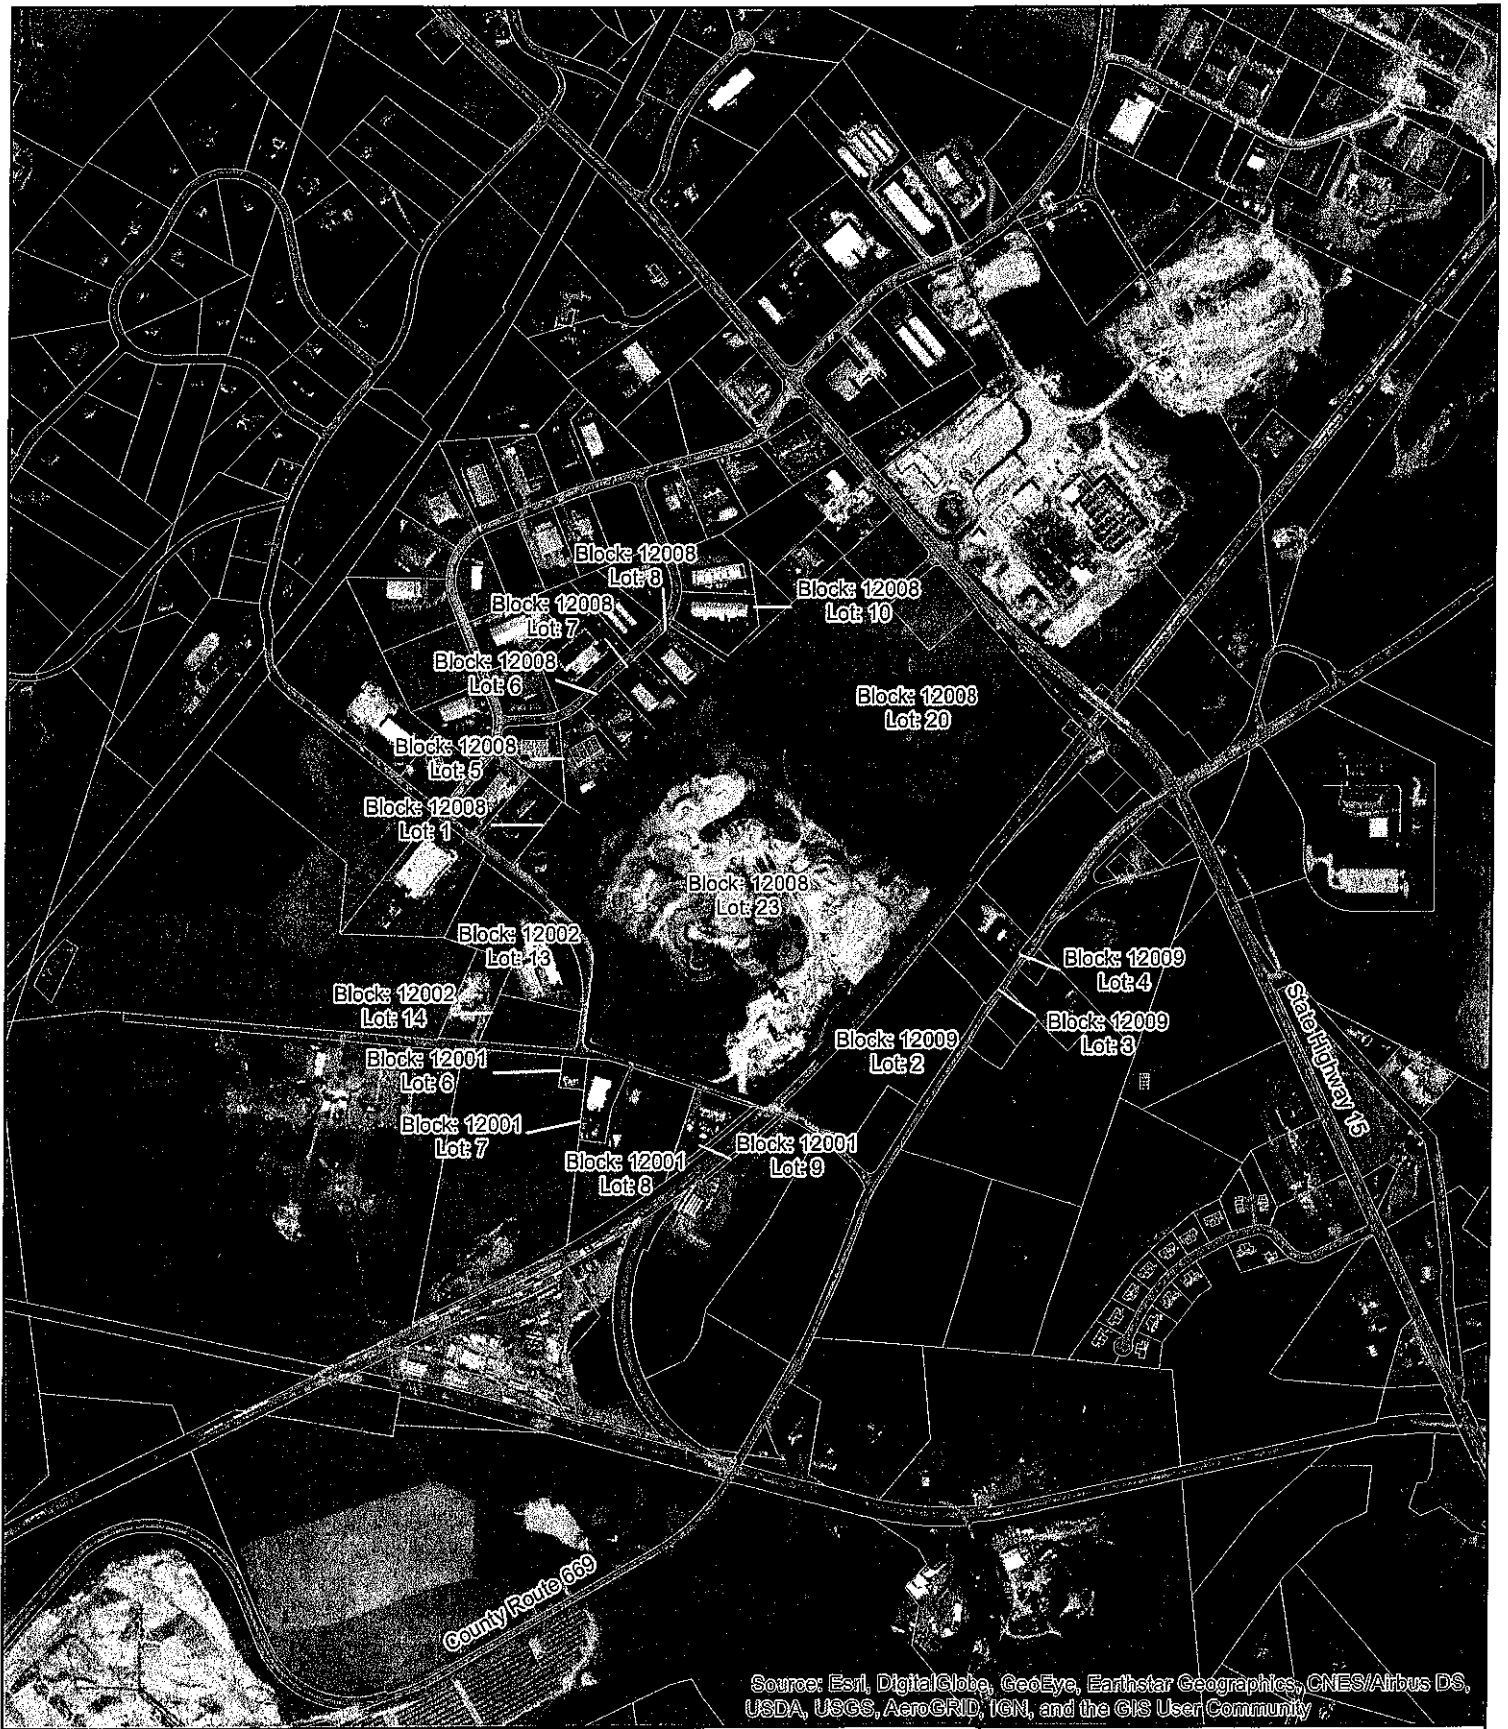 Block: 12008
Lot: 8
Block: 12008
Lot: 10
Block: 12008
Lot: 7
Block: 12008
Lot: 6
Block: 12008
Lot: 20
Block: 12008
Lot: 5
Block: 12008
Lot: 1
Block: 12008
Lot: 23
Block: 12002
Lot: 13
Block: 12009
Lot: 4
Block: 12002
Lot: 14
Block: 12009
Lot: 3
State Highway 15
Block: 12009
Lot: 2
Block: 12001
Lot: 6
Block: 12001
Lot: 7
Block: 12001
Lot: 9
Block: 12001
Lot: 8
County Route 669
Source: Esri, DigitalGlobe, GeoEye, Earthstar Geographics, CNES/Airbus DS,
USDA, USGS, AeroGRID, IGN, and the GIS User Community